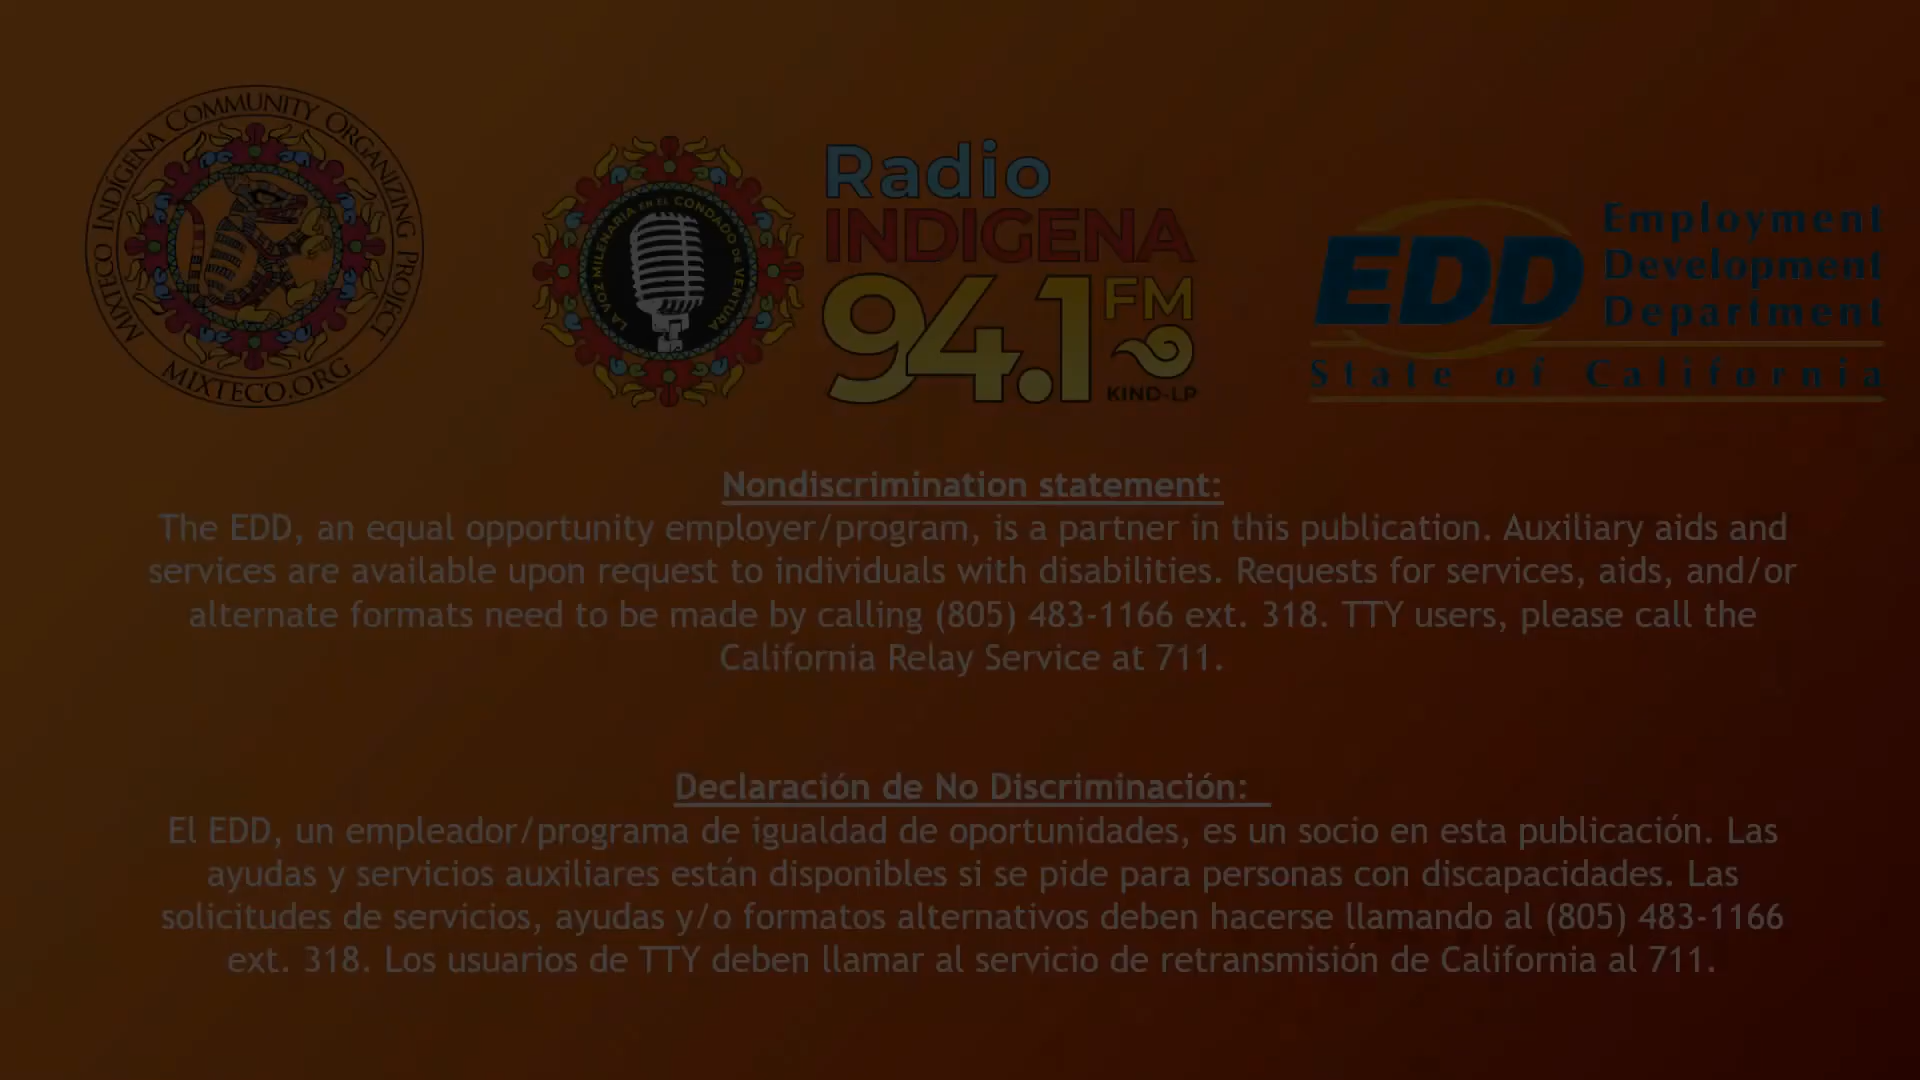 MIXTECO INDÍGENA COMMUNITY ORGANIZING PROJECT
MIXTECO.ORG
LA VOZ MILENARIA EN EL CONDADO DE VENTURA
Radio
INDIGENA
94.1 FM
KIND-LP
EDD
Employment
Development
Department
State of California
Nondiscrimination statement:
The EDD, an equal opportunity employer/program, is a partner in this publication. Auxiliary aids and
services are available upon request to individuals with disabilities. Requests for services, aids, and/or
alternate formats need to be made by calling (805) 483-1166 ext. 318. TTY users, please call the
California Relay Service at 711.
Declaración de No Discriminación:
El EDD, un empleador/programa de igualdad de oportunidades, es un socio en esta publicación. Las
ayudas y servicios auxiliares están disponibles si se pide para personas con discapacidades. Las
solicitudes de servicios, ayudas y/o formatos alternativos deben hacerse llamando al (805) 483-1166
ext. 318. Los usuarios de TTY deben llamar al servicio de retransmisión de California al 711.